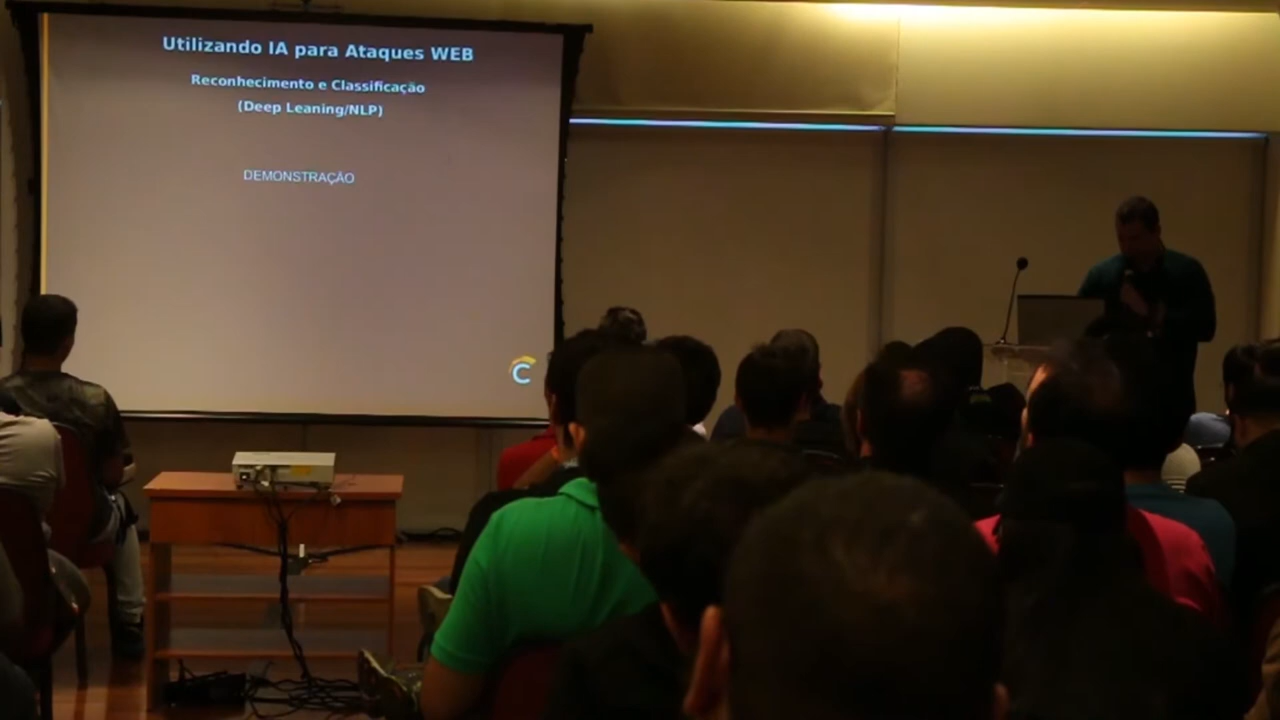 Utilizando IA para Ataques WEB
Reconhecimento e Classificação
(Deep Leaning/NLP)
DEMONSTRAÇÃO
C